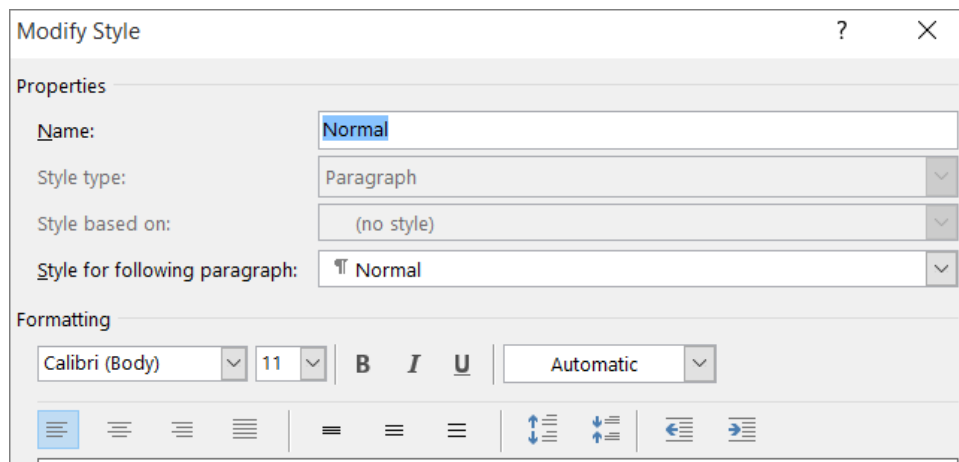 Modify Style ?
Properties
Name: Normal
Style type: Paragraph
Style based on: (no style)
Style for following paragraph: ¶ Normal
Formatting
Calibri (Body) 11 B I U Automatic